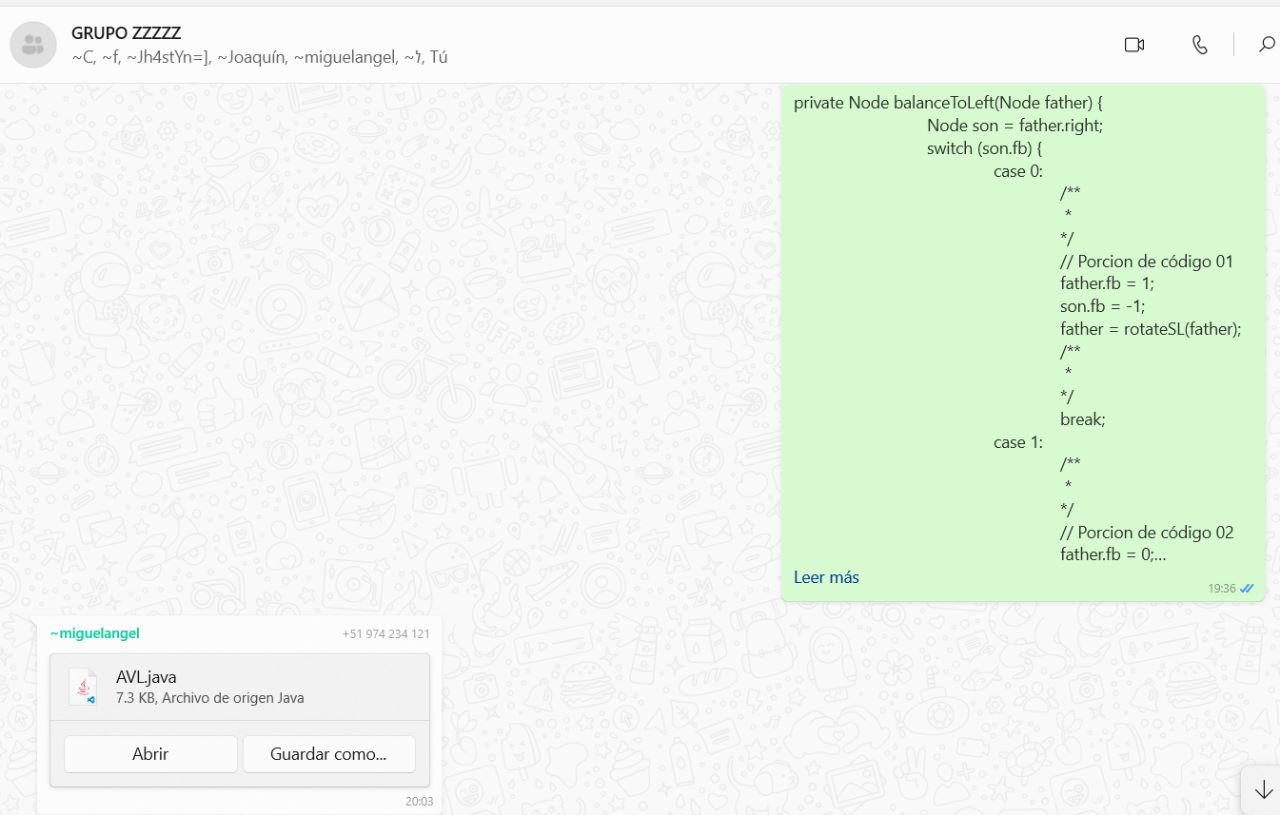 GRUPO ZZZZZ
~C, ~f, ~Jh4stYn=], ~Joaquín, ~miguelangel, ~ל, Tú
private Node balanceToLeft(Node father) {
Node son = father.right;
switch (son.fb) {
case 0:
/**
*
*/
// Porcion de código 01
father.fb = 1;
son.fb = -1;
father = rotateSL(father);
/**
*
*/
break;
case 1:
/**
*
*/
// Porcion de código 02
father.fb = 0;...
Leer más
19:36
~miguelangel +51 974 234 121
AVL.java
7.3 KB, Archivo de origen Java
Abrir Guardar como...
20:03